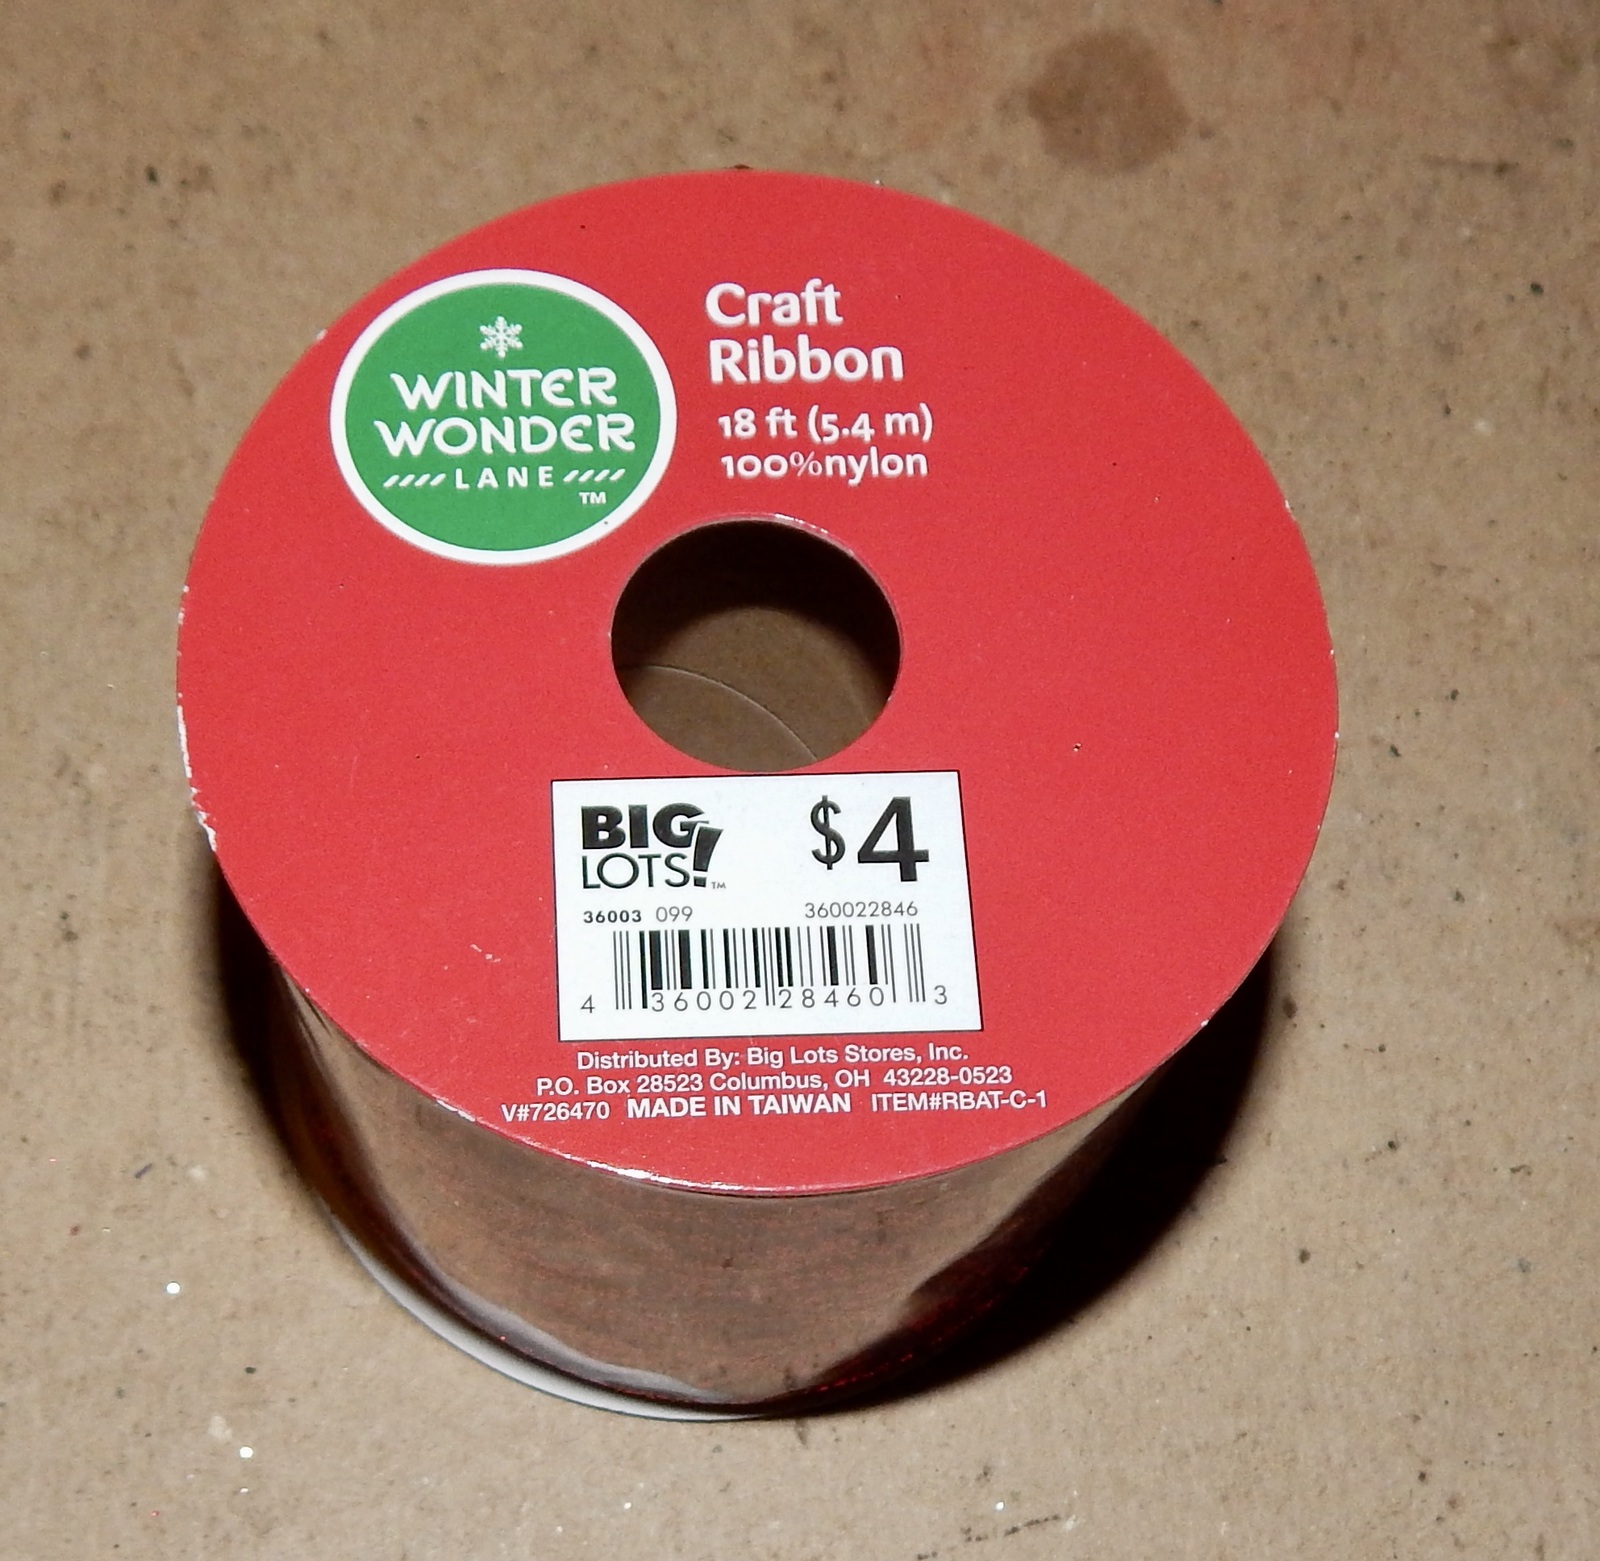 WINTER
WONDER
LANE
TM
Craft
Ribbon
18 ft (5.4 m)
100%nylon
BIG
LOTS!
TM
$4
36003 099 360022846
4 36002 28460 3
Distributed By: Big Lots Stores, Inc.
P.O. Box 28523 Columbus, OH 43228-0523
V#726470 MADE IN TAIWAN ITEM#RBAT-C-1